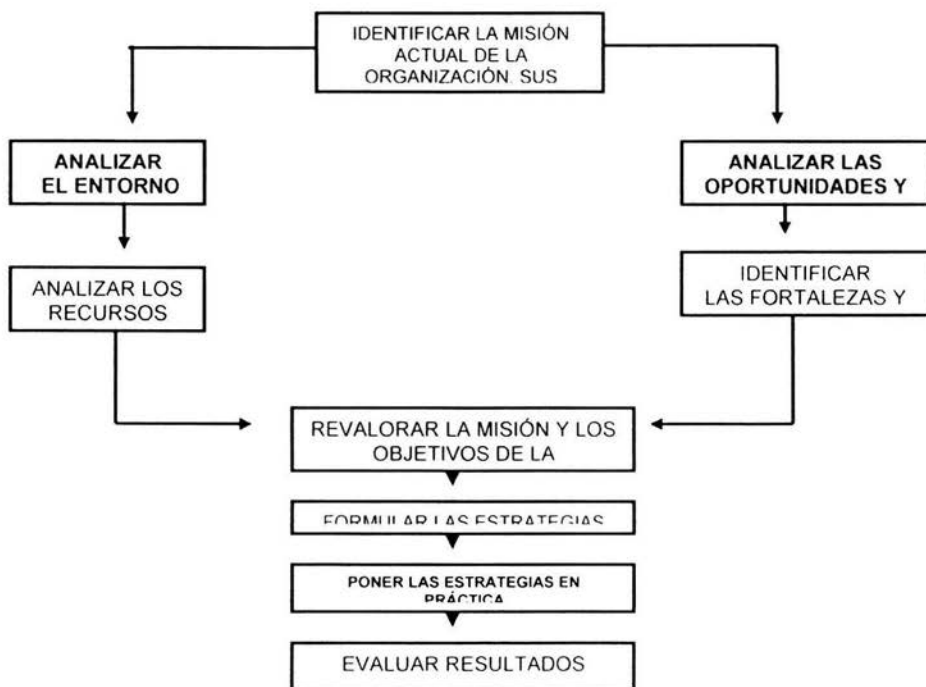 IDENTIFICAR LA MISIÓN
ACTUAL DE LA
ORGANIZACIÓN. SUS
ANALIZAR
EL ENTORNO
ANALIZAR LAS
OPORTUNIDADES Y
ANALIZAR LOS
RECURSOS
IDENTIFICAR
LAS FORTALEZAS Y
REVALORAR LA MISIÓN Y LOS
OBJETIVOS DE LA
FORMULAR LAS ESTRATEGIAS
PONER LAS ESTRATEGIAS EN
PRÁCTICA
EVALUAR RESULTADOS